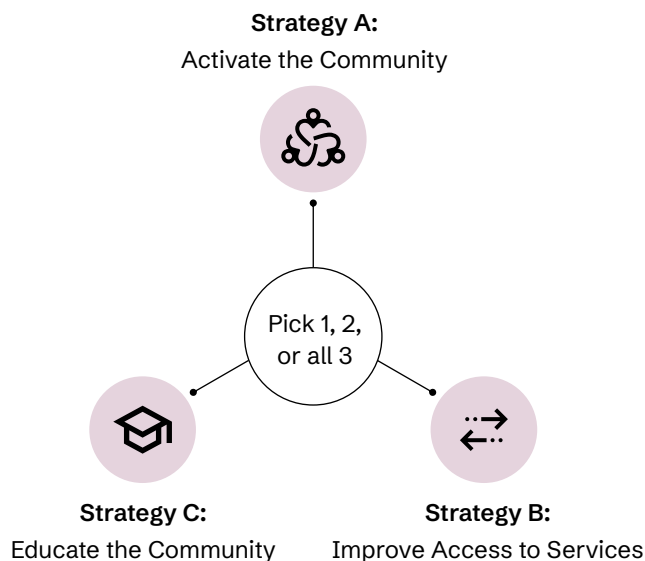 Strategy A:
Activate the Community
Pick 1, 2,
or all 3
Strategy C:
Educate the Community
Strategy B:
Improve Access to Services